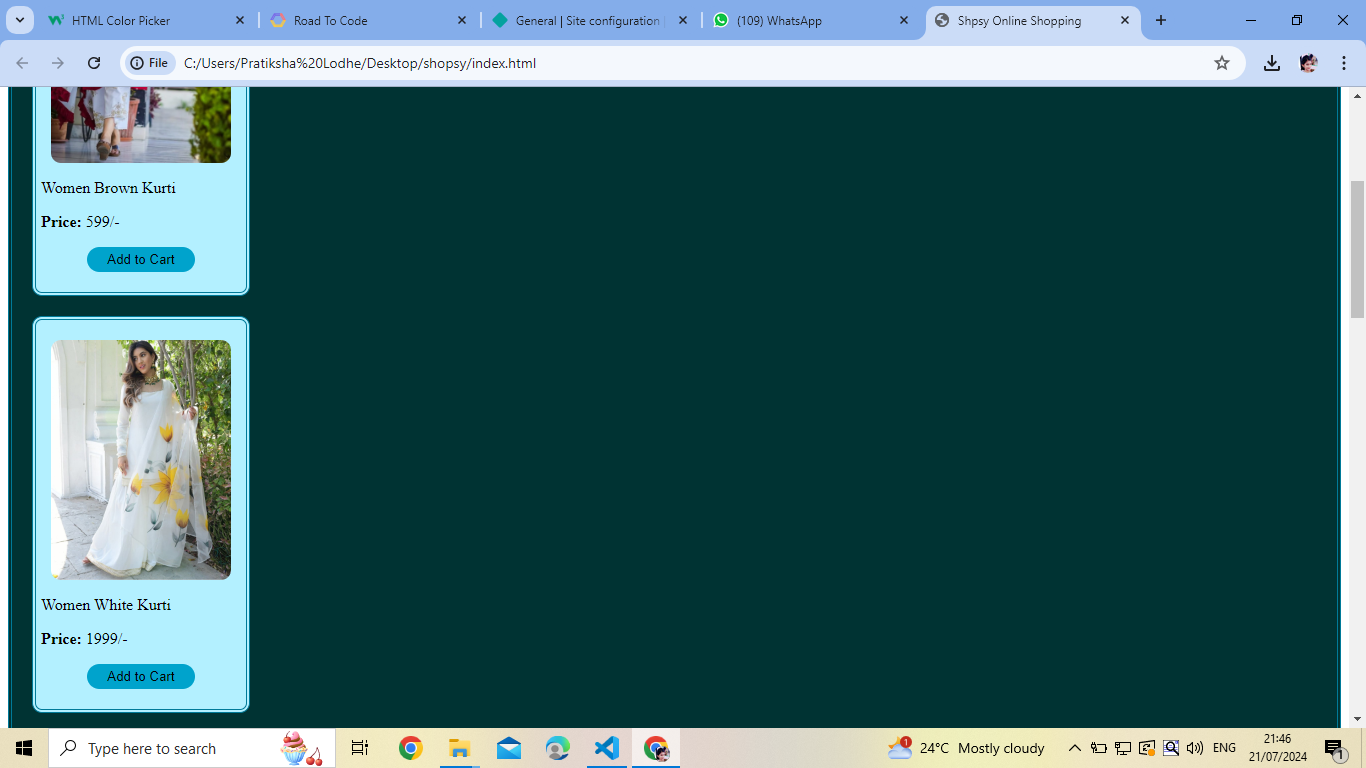 HTML Color Picker
Road To Code
General | Site configuration |
(109) WhatsApp
Shpsy Online Shopping
File
C:/Users/Pratiksha%20Lodhe/Desktop/shopsy/index.html
Women Brown Kurti
Price: 599/-
Add to Cart
Women White Kurti
Price: 1999/-
Add to Cart
Type here to search
1
24°C Mostly cloudy
ENG
21:46
21/07/2024
1